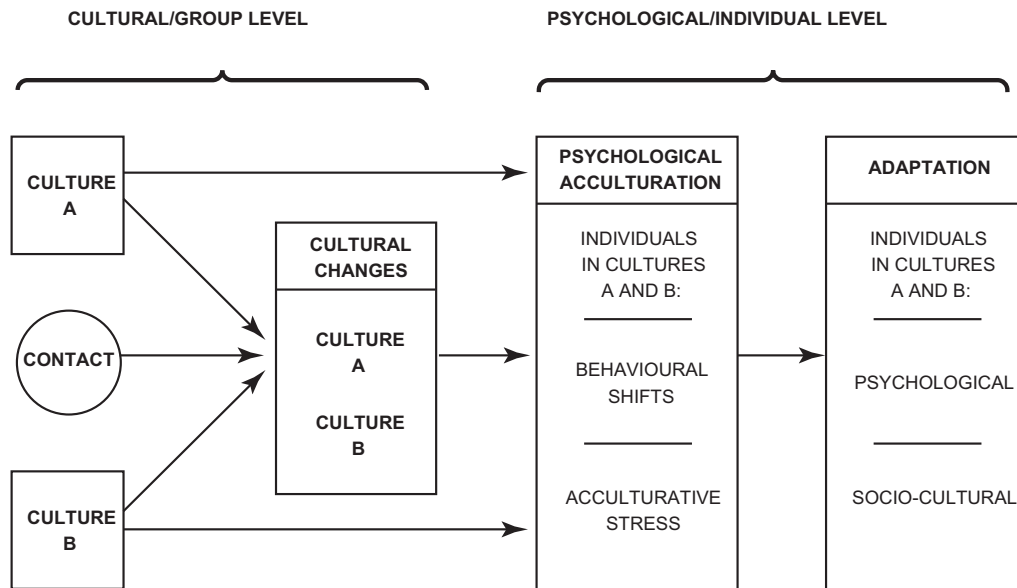 CULTURAL/GROUP LEVEL
PSYCHOLOGICAL/INDIVIDUAL LEVEL
CULTURE
A
CONTACT
CULTURE
B
CULTURAL
CHANGES
CULTURE
A
CULTURE
B
PSYCHOLOGICAL
ACCULTURATION
INDIVIDUALS
IN CULTURES
A AND B:
BEHAVIOURAL
SHIFTS
ACCULTURATIVE
STRESS
ADAPTATION
INDIVIDUALS
IN CULTURES
A AND B:
PSYCHOLOGICAL
SOCIO-CULTURAL